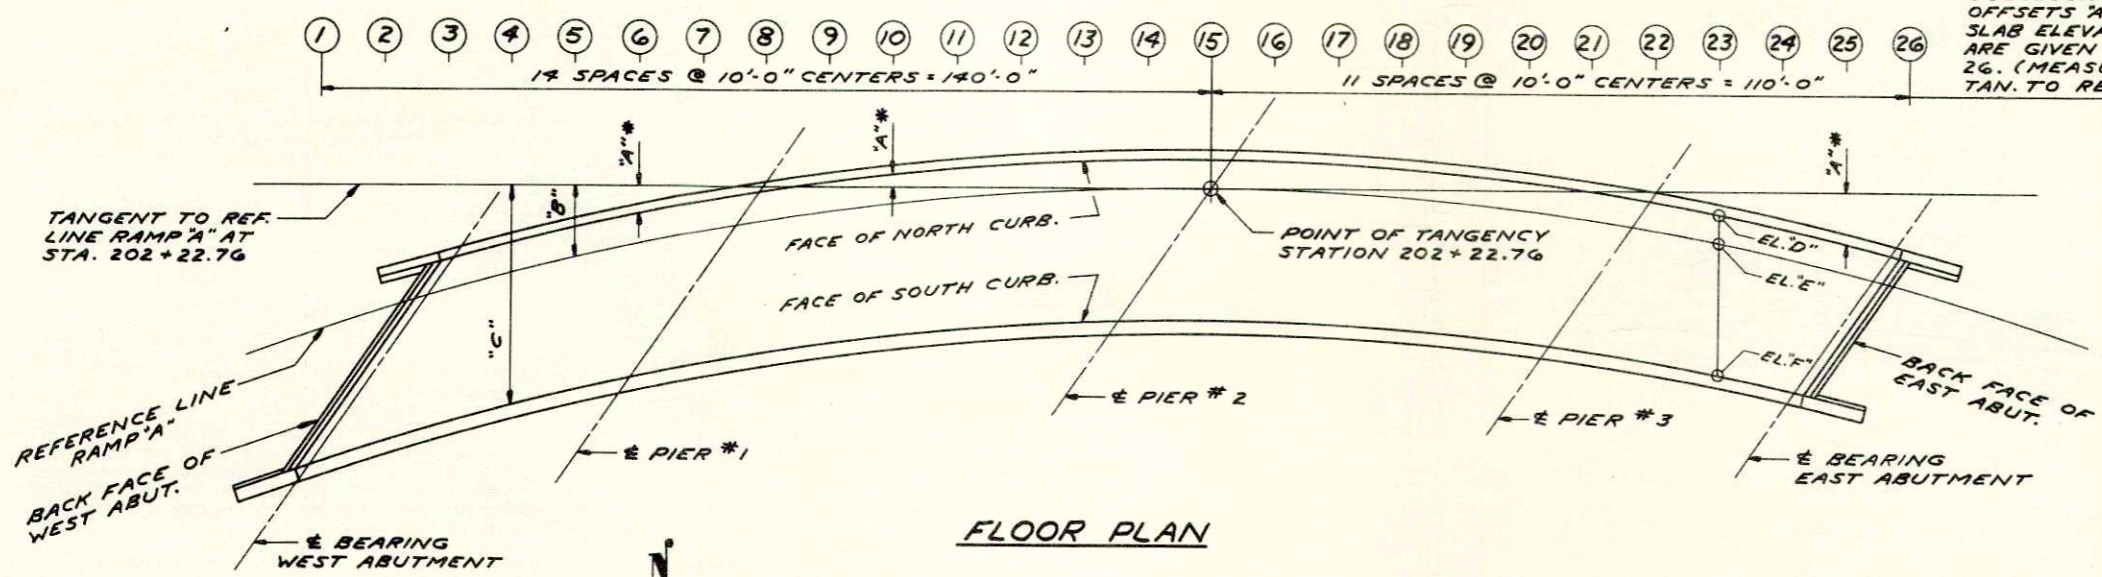 OFFSETS "A
SLAB ELEVA
ARE GIVEN
26. (MEASU
TAN. TO RE
1 2 3 4 5 6 7 8 9 10 11 12 13 14 15 16 17 18 19 20 21 22 23 24 25 26
14 SPACES @ 10'-0" CENTERS = 140'-0"
11 SPACES @ 10'-0" CENTERS = 110'-0"
"A"*
"A"*
"A"*
"B"
"C"
TANGENT TO REF.
LINE RAMP "A" AT
STA. 202+22.76
FACE OF NORTH CURB.
FACE OF SOUTH CURB.
POINT OF TANGENCY
STATION 202+22.76
EL."D"
EL."E"
EL."F"
REFERENCE LINE
RAMP "A"
BACK FACE OF
WEST ABUT.
BACK FACE OF
EAST ABUT.
℄ PIER #1
℄ PIER #2
℄ PIER #3
℄ BEARING
WEST ABUTMENT
℄ BEARING
EAST ABUTMENT
FLOOR PLAN
N